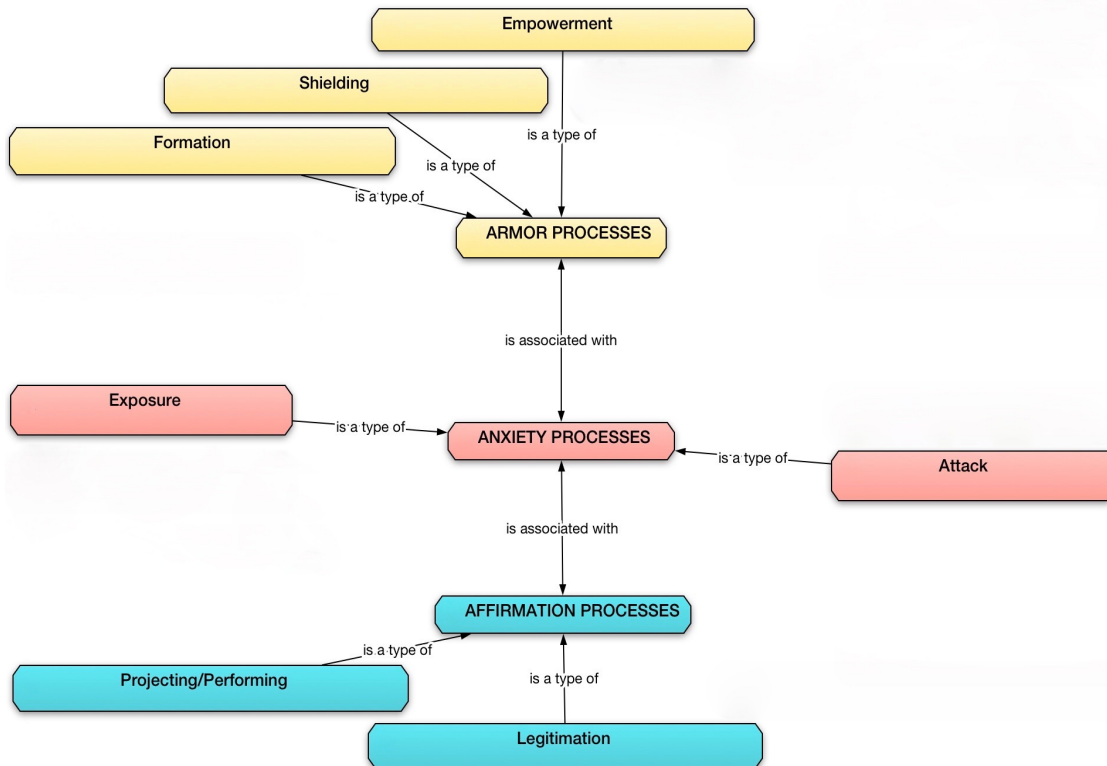 Empowerment
Shielding
is a type of
Formation
is a type of
is a type of
ARMOR PROCESSES
is associated with
Exposure
is a type of
ANXIETY PROCESSES
is a type of
Attack
is associated with
AFFIRMATION PROCESSES
is a type of
Projecting/Performing
is a type of
Legitimation